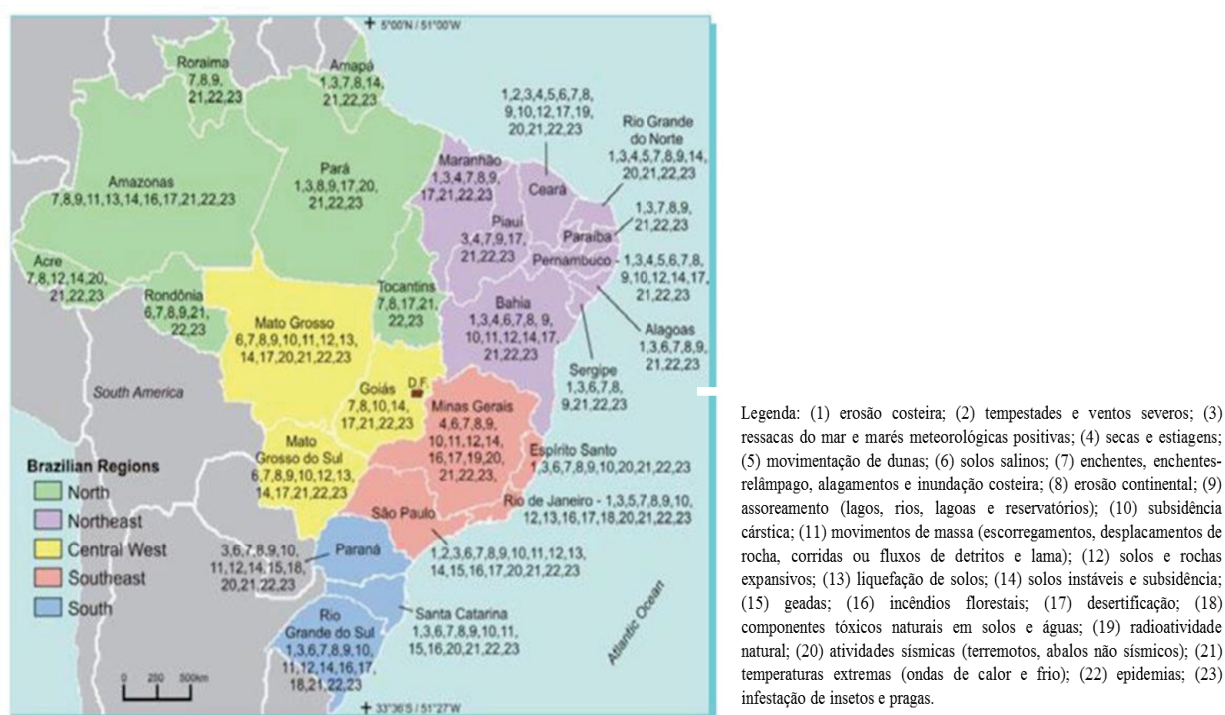 5°00'N / 51°00'W
Roraima
7,8,9,
21,22,23
Amapá
1,3,7,8,14,
21,22,23
1,2,3,4,5,6,7,8,
9,10,12,17,19,
20,21,22,23
Rio Grande
do Norte
1,3,4,5,7,8,9,14,
20,21,22,23
Amazonas
7,8,9,11,13,14,16,17,21,22,23
Pará
1,3,8,9,17,20,
21,22,23
Maranhão
1,3,4,7,8,9,
17,21,22,23
Ceará
Piauí
3,4,7,9,17,
21,22,23
1,3,7,8,9,
21,22,23
Paraíba
Pernambuco - 1,3,4,5,6,7,8,
9,10,12,14,17,
21,22,23
Acre
7,8,12,14,20,
21,22,23
Rondônia
6,7,8,9,21,
22,23
Tocantins
7,8,17,21,
22,23
Mato Grosso
6,7,8,9,10,11,12,13,
14,17,20,21,22,23
Bahia
1,3,4,6,7,8, 9,
10,11,12,14,17,
21,22,23
Alagoas
1,3,6,7,8,9,
21,22,23
Sergipe
1,3,6,7,8,
9,21,22,23
South America
Goiás
7,8,10,14,
17,21,22,23
D.F.
Minas Gerais
4,6,7,8,9,
10,11,12,14,
16,17,19,20,
21,22,23,
Mato
Grosso do Sul
6,7,8,9,10,12,13,
14,17,21,22,23
Espírito Santo
1,3,6,7,8,9,10,20,21,22,23
Rio de Janeiro - 1,3,5,7,8,9,10,
12,13,16,17,18,20,21,22,23
São Paulo
1,2,3,6,7,8,9,10,11,12,13,
14,15,16,17,20,21,22,23
Brazilian Regions
North
Northeast
Central West
Southeast
South
3,6,7,8,9,10,
11,12,14,15,18,
20,21,22,23
Paraná
Santa Catarina
1,3,6,7,8,9,10,11,
15,16,20,21,22,23
Rio
Grande do Sul
1,3,6,7,8,9,10,
11,12,14,16,17,
18,21,22,23
Atlantic Ocean
0 250 500km
33°36'S / 51°27'W
Legenda: (1) erosão costeira; (2) tempestades e ventos severos; (3)
ressacas do mar e marés meteorológicas positivas; (4) secas e estiagens;
(5) movimentação de dunas; (6) solos salinos; (7) enchentes, enchentes-
relâmpago, alagamentos e inundação costeira; (8) erosão continental; (9)
assoreamento (lagos, rios, lagoas e reservatórios); (10) subsidência
cárstica; (11) movimentos de massa (escorregamentos, desplacamentos de
rocha, corridas ou fluxos de detritos e lama); (12) solos e rochas
expansivos; (13) liquefação de solos; (14) solos instáveis e subsidência;
(15) geadas; (16) incêndios florestais; (17) desertificação; (18)
componentes tóxicos naturais em solos e águas; (19) radioatividade
natural; (20) atividades sísmicas (terremotos, abalos não sísmicos); (21)
temperaturas extremas (ondas de calor e frio); (22) epidemias; (23)
infestação de insetos e pragas.